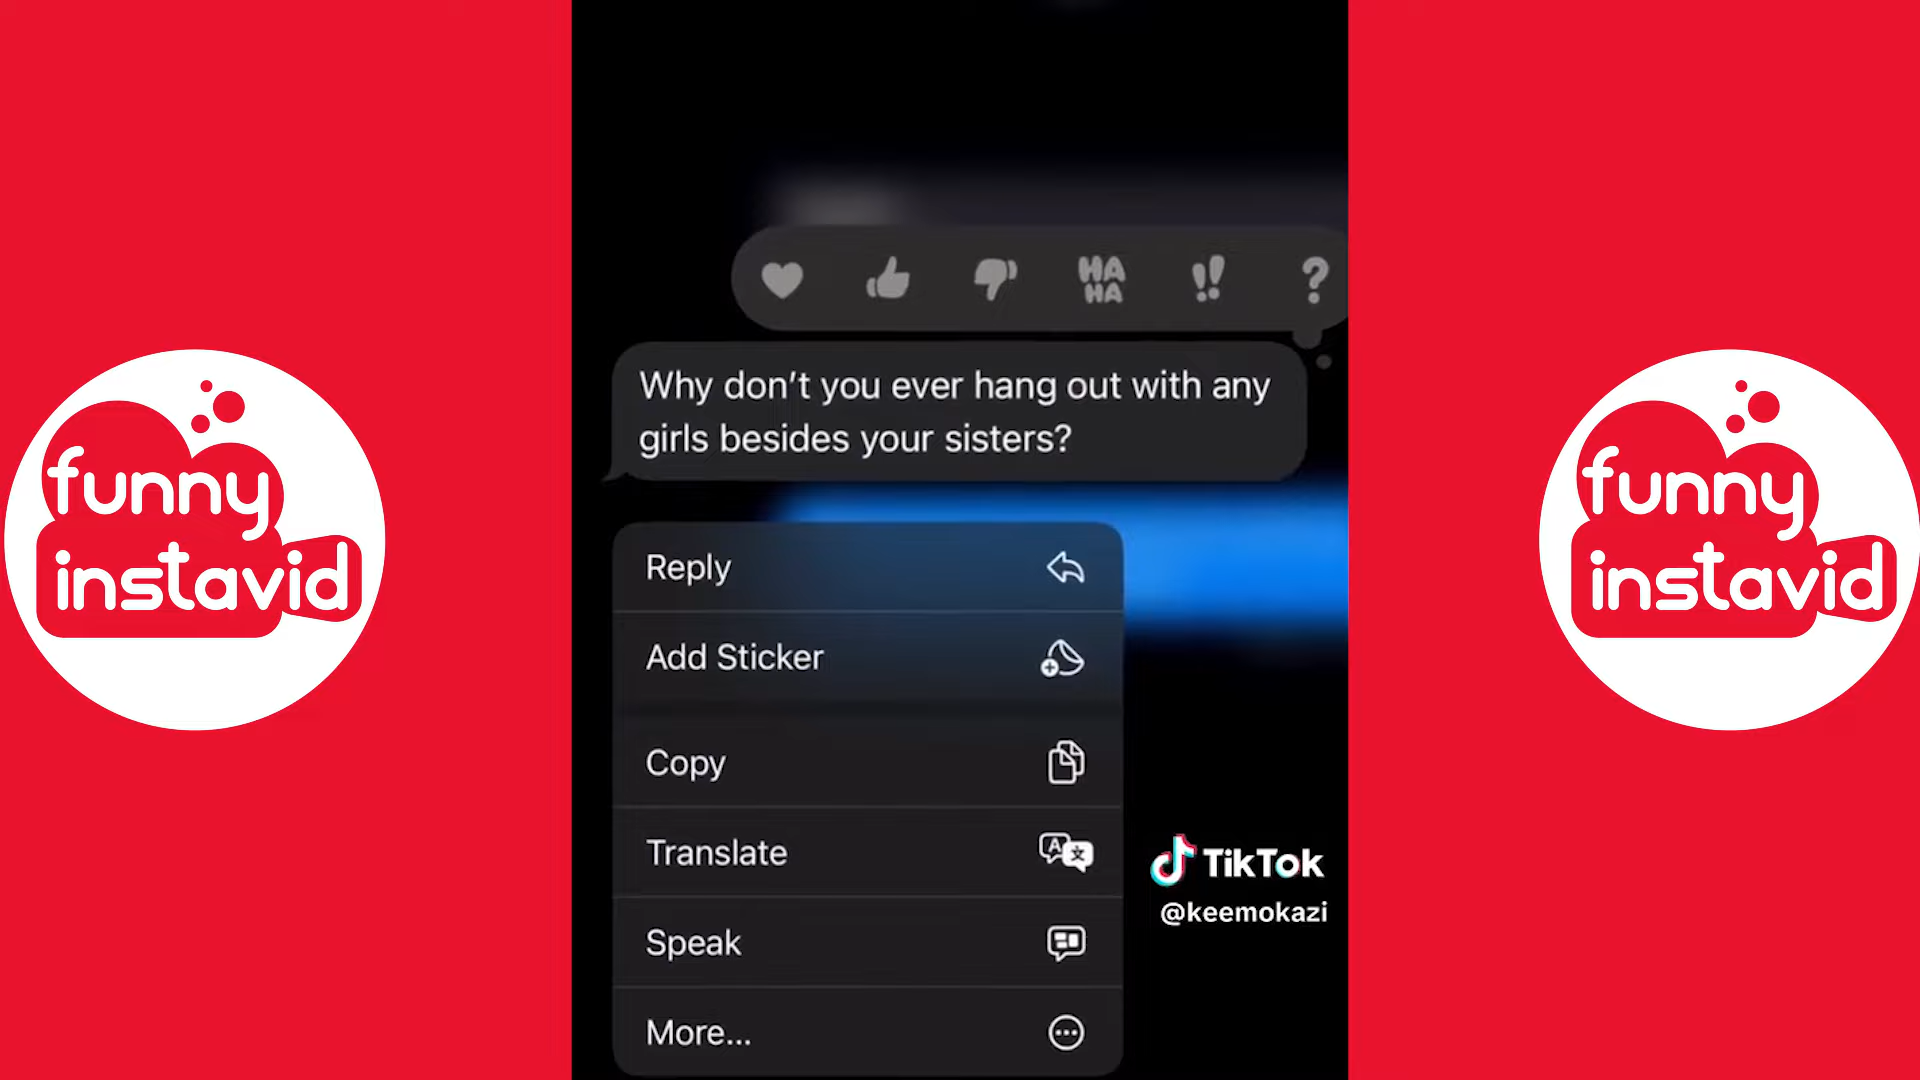 HA
HA
!!
?
Why don't you ever hang out with any
girls besides your sisters?
Reply
Add Sticker
Copy
Translate
Speak
More...
TikTok
@keemokazi
funny
instavid
funny
instavid